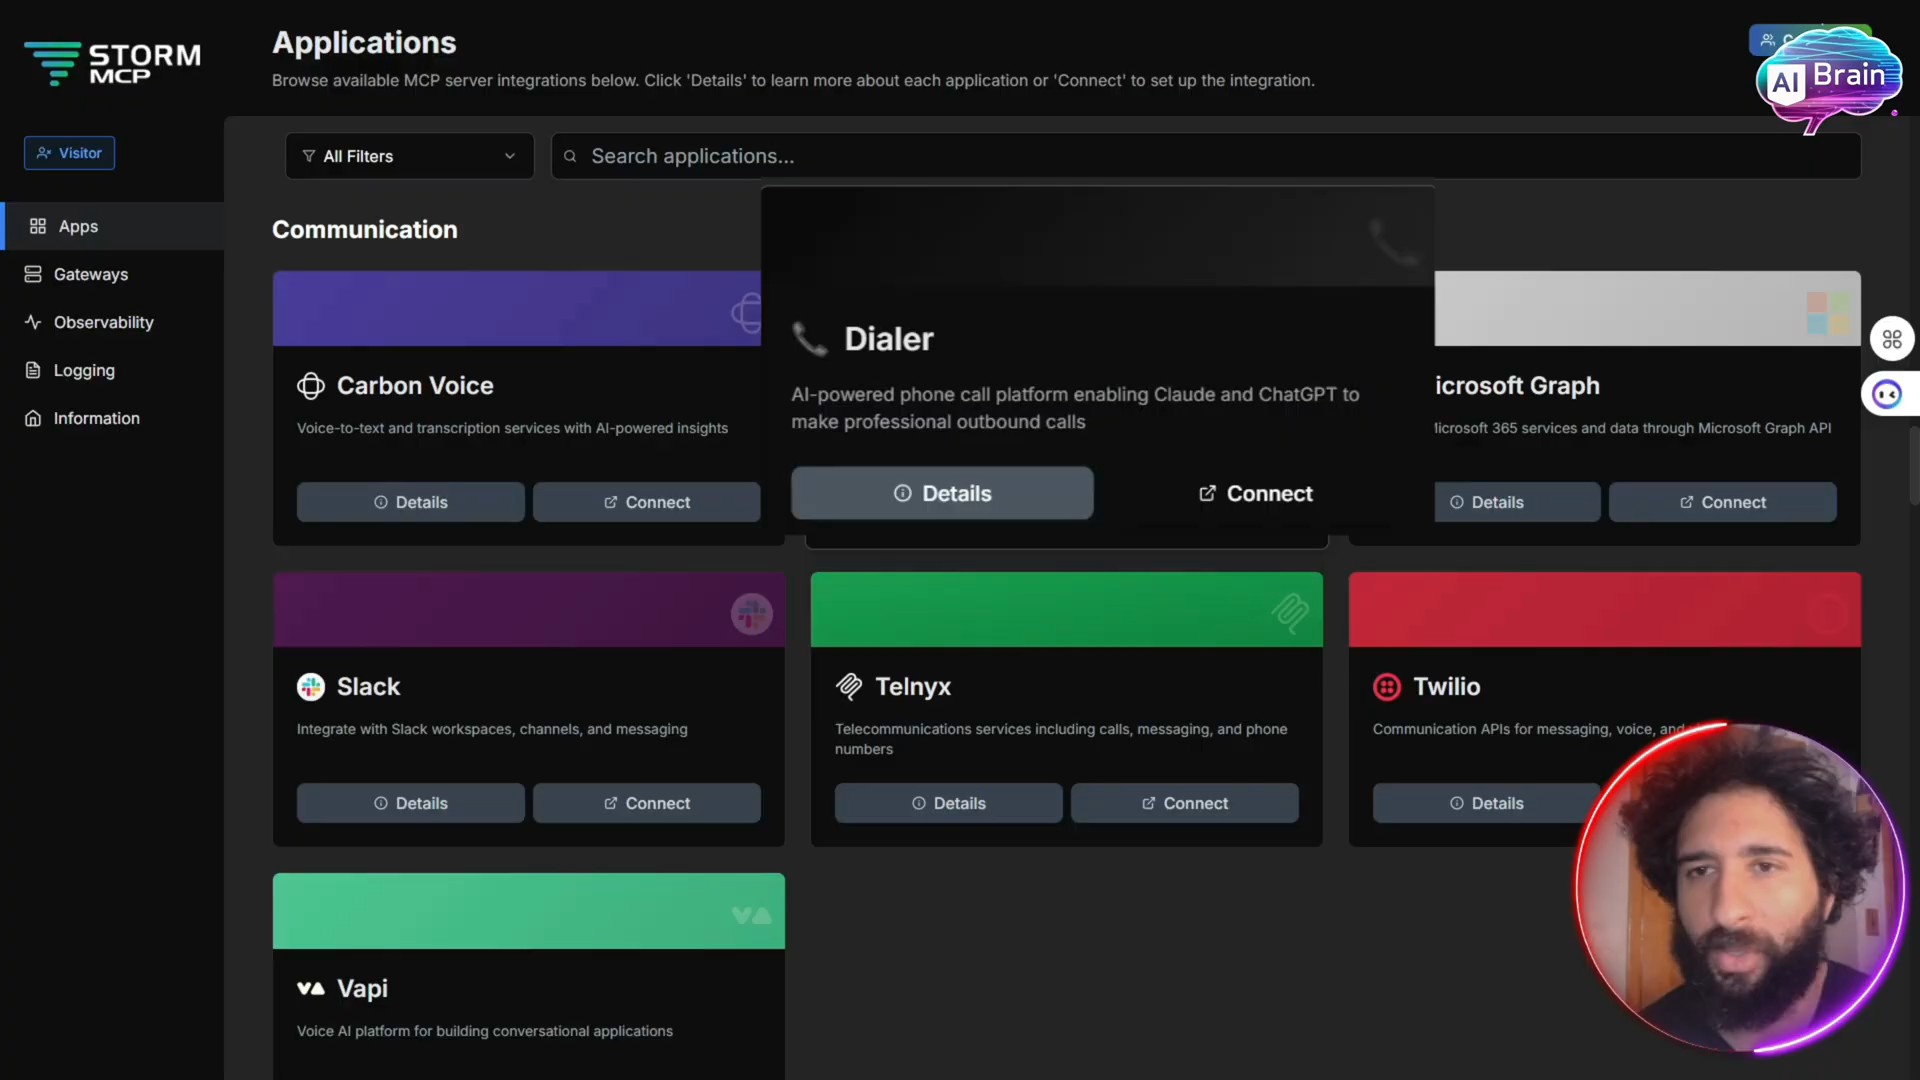 STORM
MCP
Applications
Browse available MCP server integrations below. Click 'Details' to learn more about each application or 'Connect' to set up the integration.
AI Brain
Visitor
All Filters
Search applications...
Apps
Gateways
Observability
Logging
Information
Communication
Carbon Voice
Voice-to-text and transcription services with AI-powered insights
Details
Connect
Dialer
AI-powered phone call platform enabling Claude and ChatGPT to
make professional outbound calls
Details
Connect
icrosoft Graph
icrosoft 365 services and data through Microsoft Graph API
Details
Connect
Slack
Integrate with Slack workspaces, channels, and messaging
Details
Connect
Telnyx
Telecommunications services including calls, messaging, and phone
numbers
Details
Connect
Twilio
Communication APIs for messaging, voice, and
Details
Vapi
Voice AI platform for building conversational applications